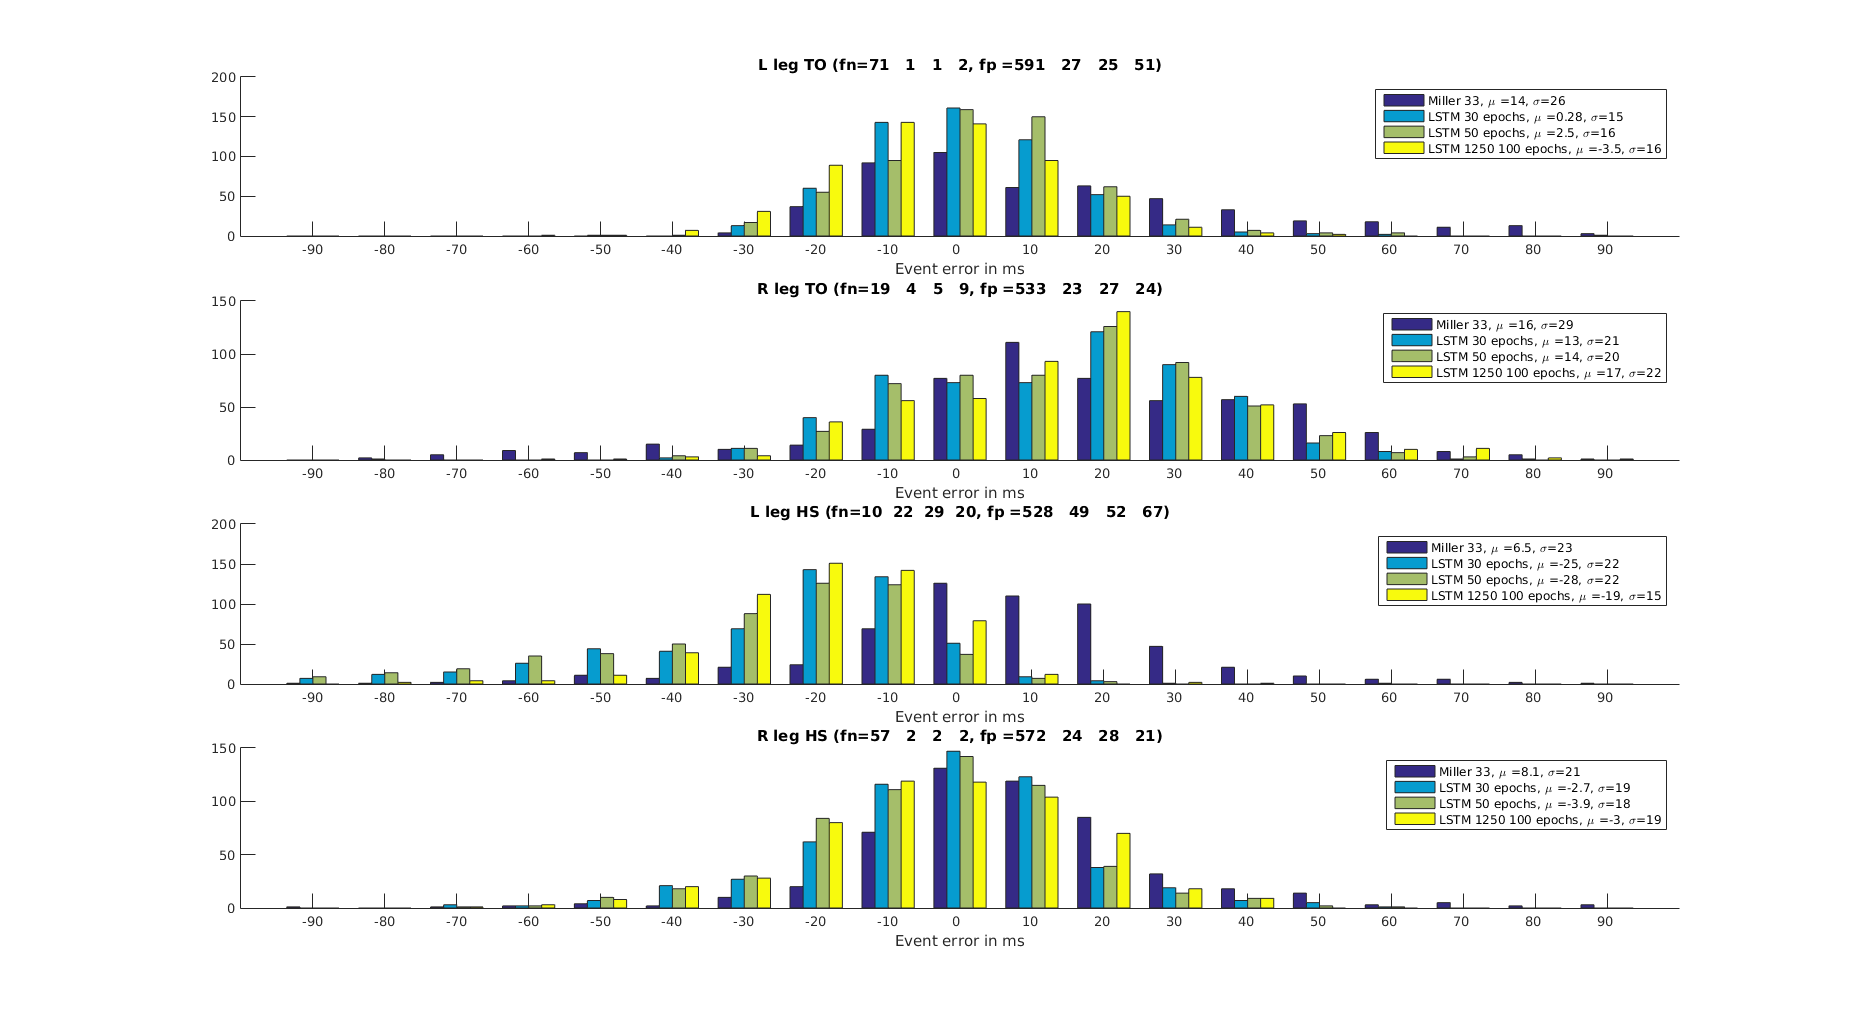 L leg TO (fn=71 1 1 2, fp =591 27 25 51)
200
150
100
50
0
Miller 33, μ =14, σ=26
LSTM 30 epochs, μ =0.28, σ=15
LSTM 50 epochs, μ =2.5, σ=16
LSTM 1250 100 epochs, μ =-3.5, σ=16
-90 -80 -70 -60 -50 -40 -30 -20 -10 0 10 20 30 40 50 60 70 80 90
Event error in ms
R leg TO (fn=19 4 5 9, fp =533 23 27 24)
150
100
50
0
Miller 33, μ =16, σ=29
LSTM 30 epochs, μ =13, σ=21
LSTM 50 epochs, μ =14, σ=20
LSTM 1250 100 epochs, μ =17, σ=22
-90 -80 -70 -60 -50 -40 -30 -20 -10 0 10 20 30 40 50 60 70 80 90
Event error in ms
L leg HS (fn=10 22 29 20, fp =528 49 52 67)
200
150
100
50
0
Miller 33, μ =6.5, σ=23
LSTM 30 epochs, μ =-25, σ=22
LSTM 50 epochs, μ =-28, σ=22
LSTM 1250 100 epochs, μ =-19, σ=15
-90 -80 -70 -60 -50 -40 -30 -20 -10 0 10 20 30 40 50 60 70 80 90
Event error in ms
R leg HS (fn=57 2 2 2, fp =572 24 28 21)
150
100
50
0
Miller 33, μ =8.1, σ=21
LSTM 30 epochs, μ =-2.7, σ=19
LSTM 50 epochs, μ =-3.9, σ=18
LSTM 1250 100 epochs, μ =-3, σ=19
-90 -80 -70 -60 -50 -40 -30 -20 -10 0 10 20 30 40 50 60 70 80 90
Event error in ms